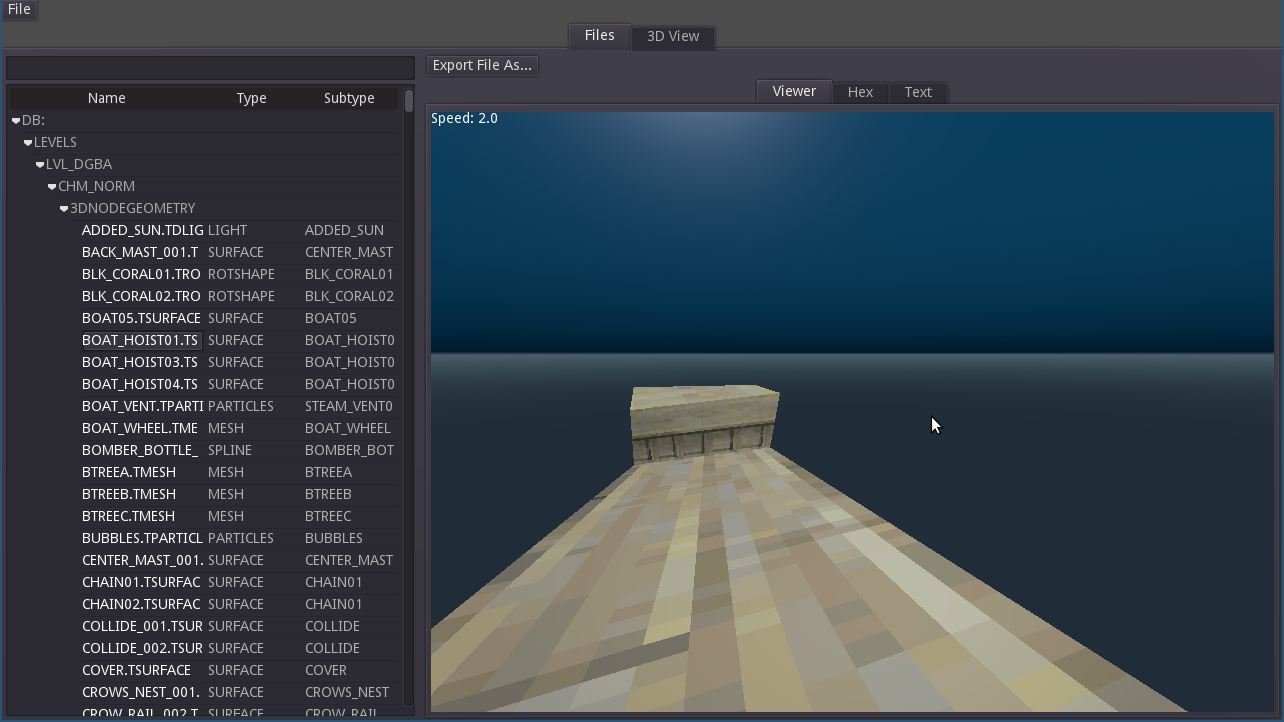 File
Files 3D View
Export File As...
Viewer Hex Text
Speed: 2.0
Name Type Subtype
DB:
LEVELS
LVL_DGBA
CHM_NORM
3DNODEGEOMETRY
ADDED_SUN.TDLIG LIGHT ADDED_SUN
BACK_MAST_001.T SURFACE CENTER_MAST
BLK_CORAL01.TRO ROTSHAPE BLK_CORAL01
BLK_CORAL02.TRO ROTSHAPE BLK_CORAL02
BOAT05.TSURFACE SURFACE BOAT05
BOAT_HOIST01.TS SURFACE BOAT_HOIST0
BOAT_HOIST03.TS SURFACE BOAT_HOIST0
BOAT_HOIST04.TS SURFACE BOAT_HOIST0
BOAT_VENT.TPARTI PARTICLES STEAM_VENT0
BOAT_WHEEL.TME MESH BOAT_WHEEL
BOMBER_BOTTLE_ SPLINE BOMBER_BOT
BTREEA.TMESH MESH BTREEA
BTREEB.TMESH MESH BTREEB
BTREEC.TMESH MESH BTREEC
BUBBLES.TPARTICL PARTICLES BUBBLES
CENTER_MAST_001. SURFACE CENTER_MAST
CHAIN01.TSURFAC SURFACE CHAIN01
CHAIN02.TSURFAC SURFACE CHAIN01
COLLIDE_001.TSUR SURFACE COLLIDE
COLLIDE_002.TSUR SURFACE COLLIDE
COVER.TSURFACE SURFACE COVER
CROWS_NEST_001. SURFACE CROWS_NEST
CROW_RAIL_002.T SURFACE CROW_RAIL